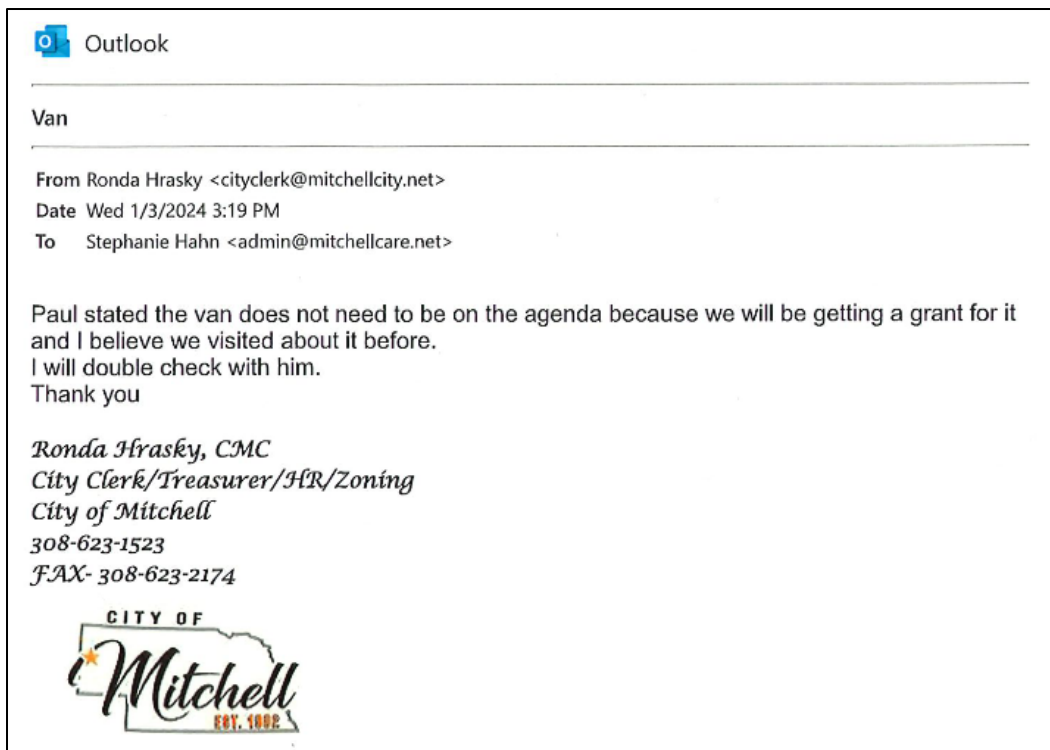 Outlook
Van
From Ronda Hrasky <cityclerk@mitchellcity.net>
Date Wed 1/3/2024 3:19 PM
To Stephanie Hahn <admin@mitchellcare.net>
Paul stated the van does not need to be on the agenda because we will be getting a grant for it
and I believe we visited about it before.
I will double check with him.
Thank you
Ronda Hrasky, CMC
City Clerk/Treasurer/HR/Zoning
City of Mitchell
308-623-1523
FAX- 308-623-2174
CITY OF
Mitchell
EST.